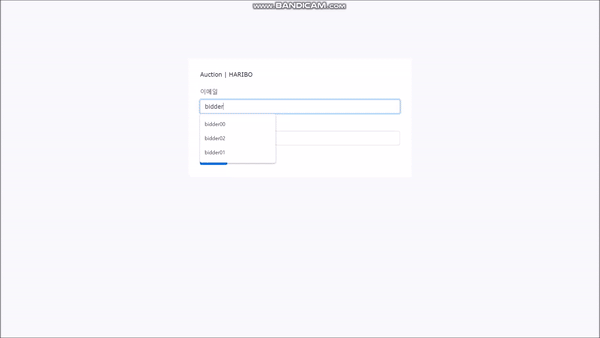 www.BANDICAM.com
Auction | HARIBO
이메일
bidder
bidder00
bidder02
bidder01